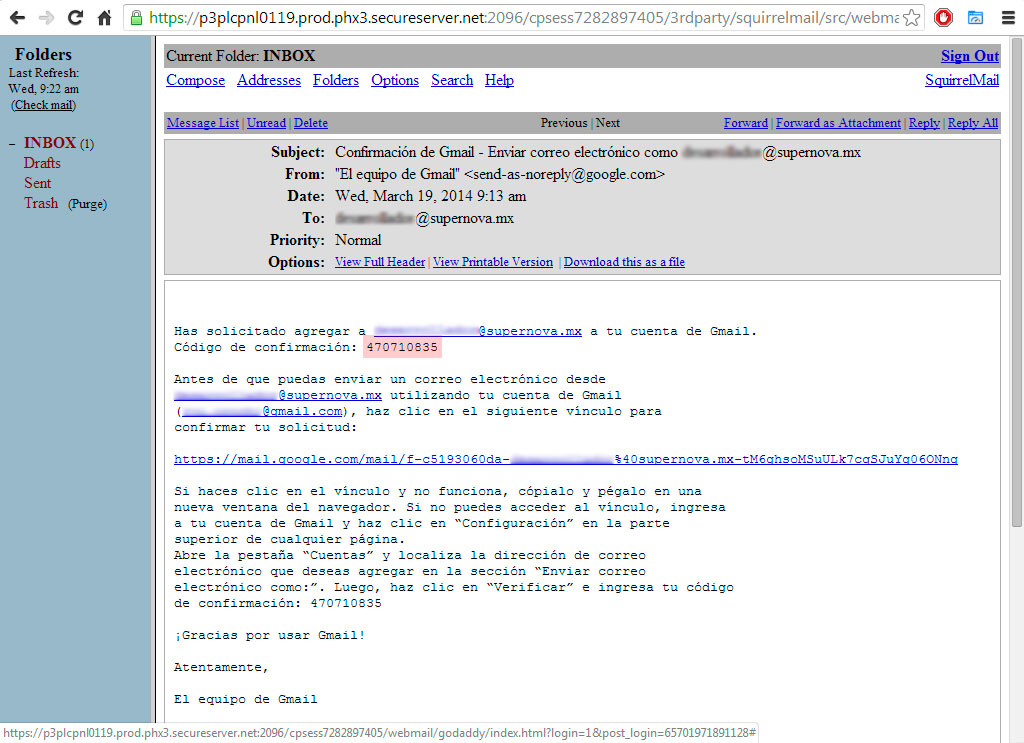 https://p3plcpnl0119.prod.phx3.secureserver.net:2096/cpsess7282897405/3rdparty/squirrelmail/src/webma
Folders
Last Refresh:
Wed, 9:22 am
(Check mail)
– INBOX (1)
Drafts
Sent
Trash (Purge)
Current Folder: INBOX Sign Out
Compose Addresses Folders Options Search Help SquirrelMail
Message List | Unread | Delete Previous | Next Forward | Forward as Attachment | Reply | Reply All
Subject: Confirmación de Gmail - Enviar correo electrónico como @supernova.mx
From: "El equipo de Gmail" <send-as-noreply@google.com>
Date: Wed, March 19, 2014 9:13 am
To: @supernova.mx
Priority: Normal
Options: View Full Header | View Printable Version | Download this as a file
Has solicitado agregar a @supernova.mx a tu cuenta de Gmail.
Código de confirmación: 470710835
Antes de que puedas enviar un correo electrónico desde
@supernova.mx utilizando tu cuenta de Gmail
(@gmail.com), haz clic en el siguiente vínculo para
confirmar tu solicitud:
https://mail.google.com/mail/f-c5193060da-%40supernova.mx-tM6ghsoMSuULk7cgSJuYg06ONng
Si haces clic en el vínculo y no funciona, cópialo y pégalo en una
nueva ventana del navegador. Si no puedes acceder al vínculo, ingresa
a tu cuenta de Gmail y haz clic en “Configuración” en la parte
superior de cualquier página.
Abre la pestaña “Cuentas” y localiza la dirección de correo
electrónico que deseas agregar en la sección “Enviar correo
electrónico como:”. Luego, haz clic en “Verificar” e ingresa tu código
de confirmación: 470710835
¡Gracias por usar Gmail!
Atentamente,
El equipo de Gmail
https://p3plcpnl0119.prod.phx3.secureserver.net:2096/cpsess7282897405/webmail/godaddy/index.html?login=1&post_login=65701971891128#